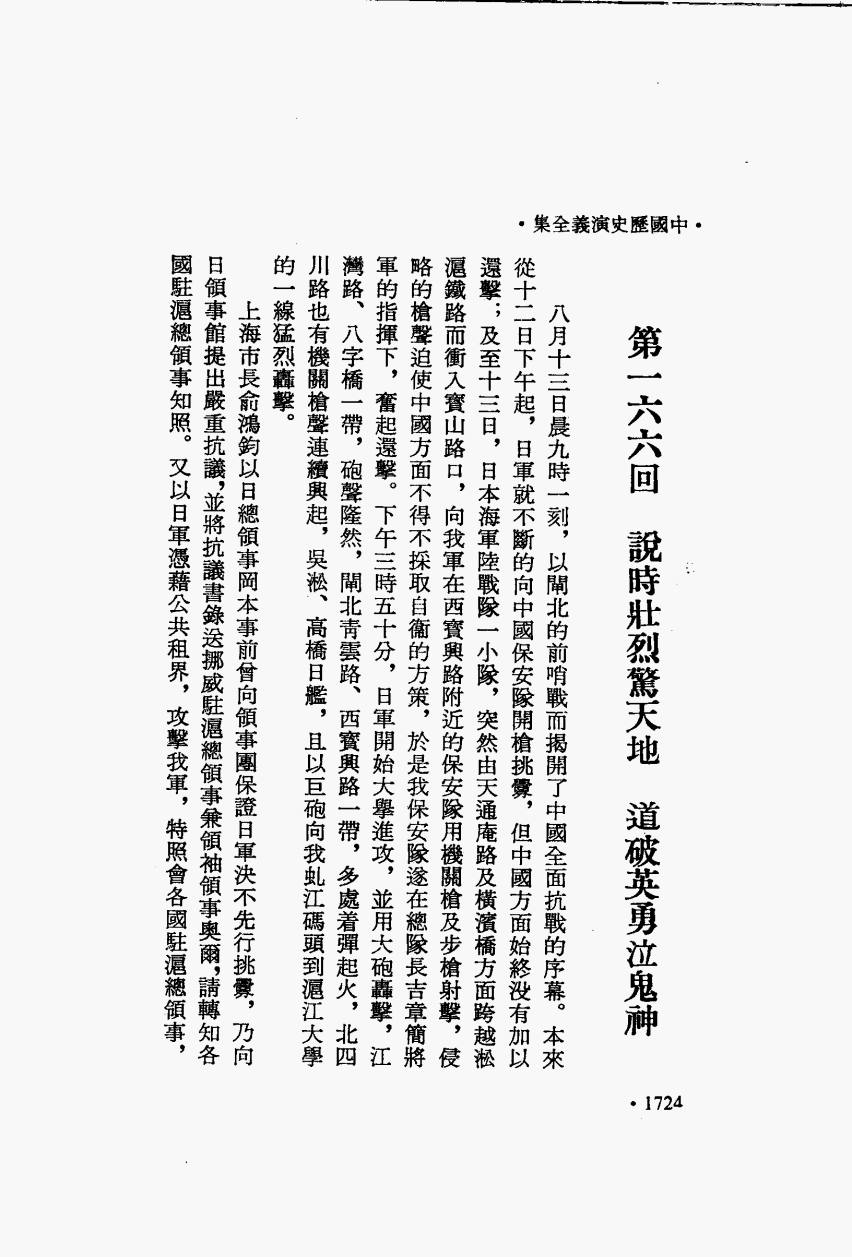 ·中國歷史演義全集·
第一六六回　說時壯烈驚天地　道破英勇泣鬼神
八月十三日晨九時一刻，以閘北的前哨戰而揭開了中國全面抗戰的序幕。本來
從十二日下午起，日軍就不斷的向中國保安隊開槍挑釁，但中國方面始終没有加以
還擊；及至十三日，日本海軍陸戰隊一小隊，突然由天通庵路及橫濱橋方面跨越淞
滬鐵路而衝入寶山路口，向我軍在西寶興路附近的保安隊用機關槍及步槍射擊，侵
略的槍聲迫使中國方面不得不採取自衞的方策，於是我保安隊遂在總隊長吉章簡將
軍的指揮下，奮起還擊。下午三時五十分，日軍開始大舉進攻，並用大砲轟擊，江
灣路、八字橋一帶，砲聲隆然，閘北靑雲路、西寶興路一帶，多處着彈起火，北四
川路也有機關槍聲連續興起，吳淞、高橋日艦，且以巨砲向我虬江碼頭到滬江大學
的一線猛烈轟擊。
上海市長俞鴻鈞以日總領事岡本事前曾向領事團保證日軍決不先行挑釁，乃向
日領事館提出嚴重抗議，並將抗議書錄送挪威駐滬總領事兼領袖領事奧爾，請轉知各
國駐滬總領事知照。又以日軍憑藉公共租界，攻擊我軍，特照會各國駐滬總領事，
·1724